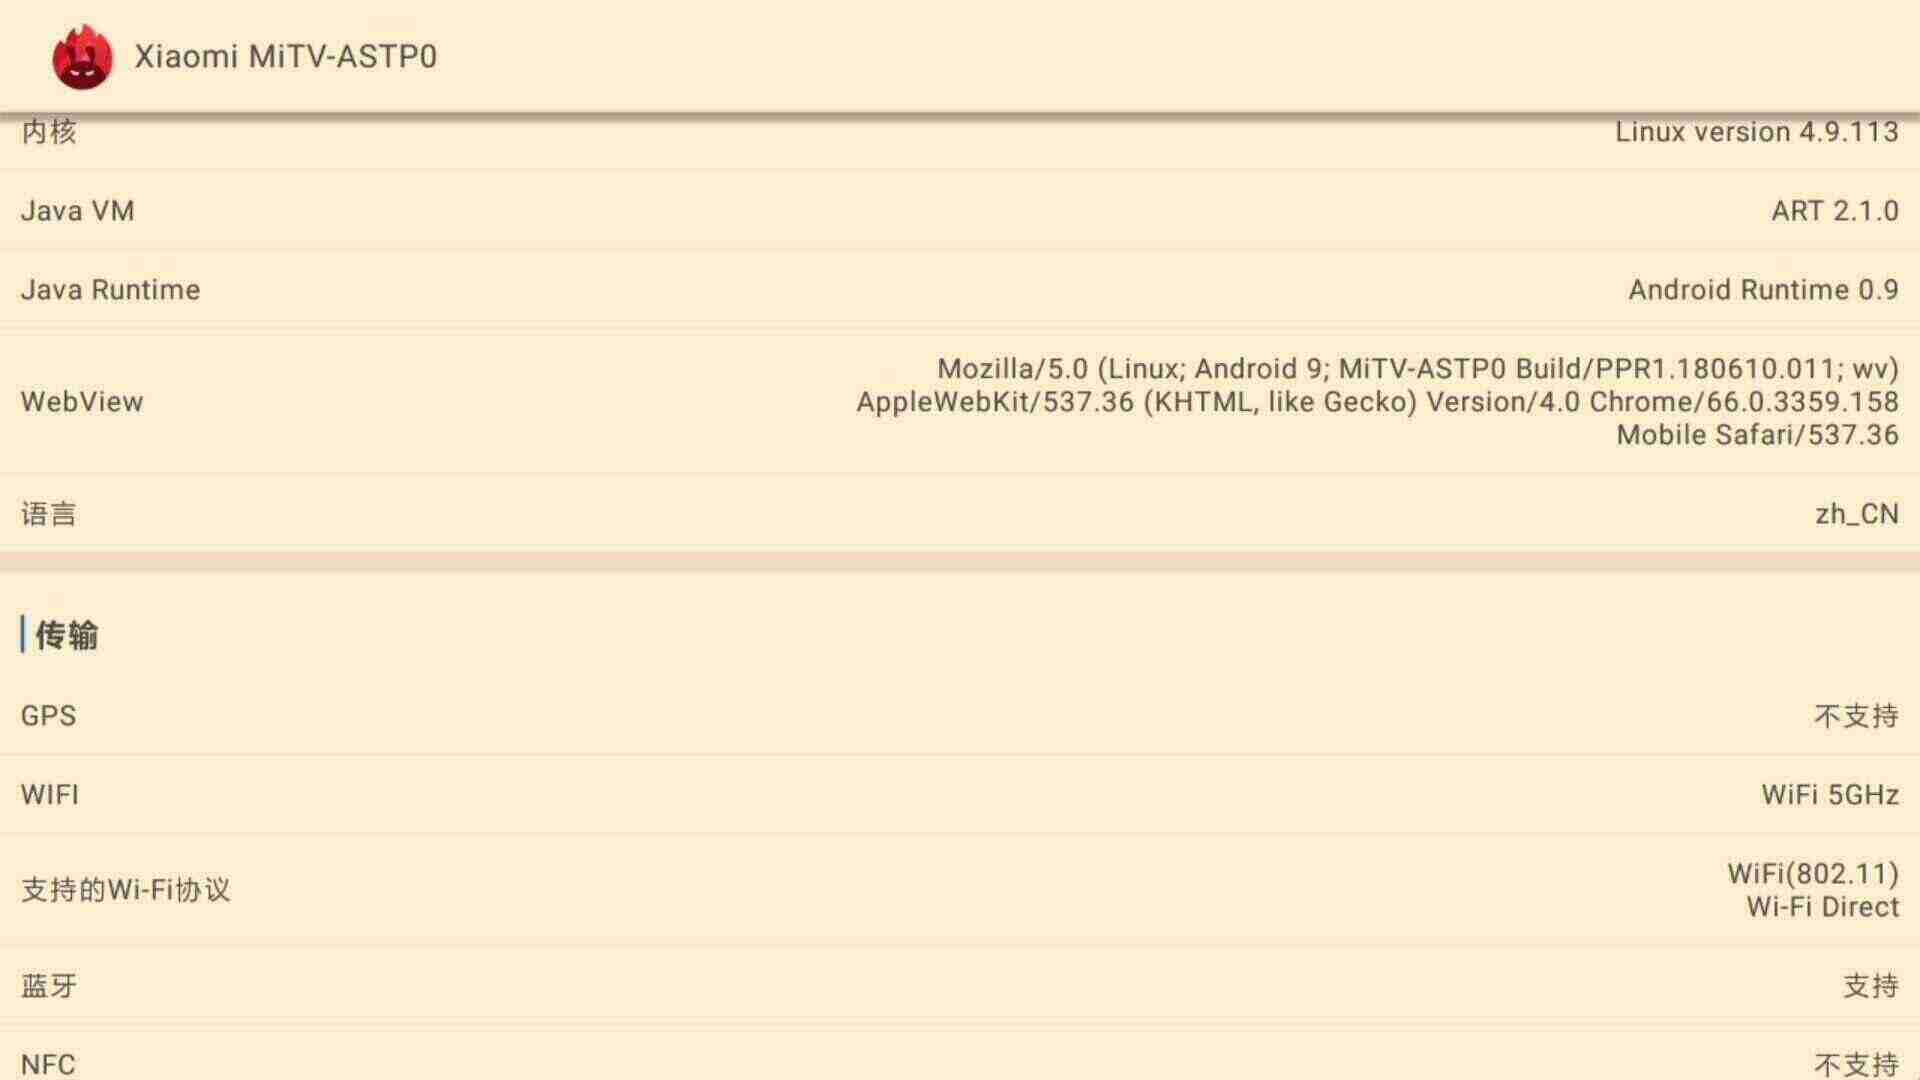 Xiaomi MiTV-ASTP0
内核
Linux version 4.9.113
Java VM
ART 2.1.0
Java Runtime
Android Runtime 0.9
WebView
Mozilla/5.0 (Linux; Android 9; MiTV-ASTP0 Build/PPR1.180610.011; wv)
AppleWebKit/537.36 (KHTML, like Gecko) Version/4.0 Chrome/66.0.3359.158
Mobile Safari/537.36
语言
zh_CN
传输
GPS
不支持
WIFI
WiFi 5GHz
支持的Wi-Fi协议
WiFi(802.11)
Wi-Fi Direct
蓝牙
支持
NFC
不支持